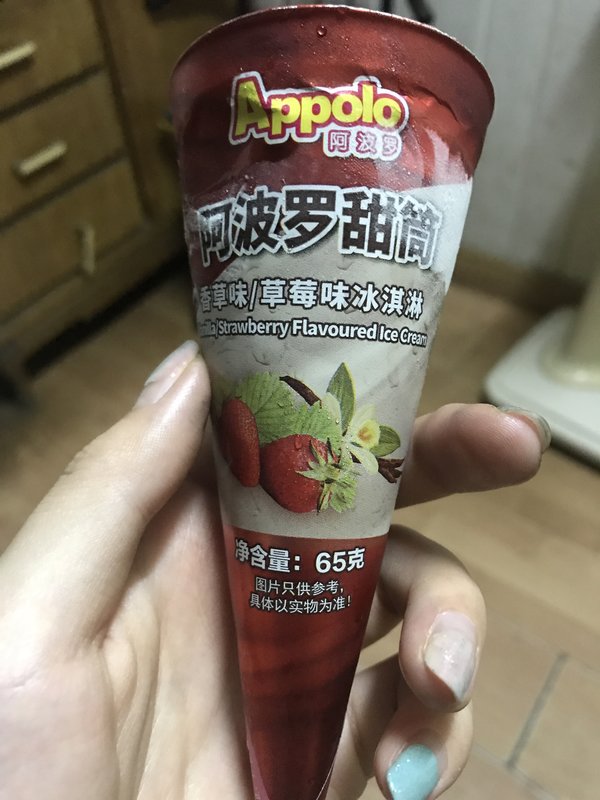 Appolo
阿波罗
阿波罗甜筒
香草味/草莓味冰淇淋
Strawberry Flavoured Ice Cream
净含量：65克
图片只供参考，
具体以实物为准！